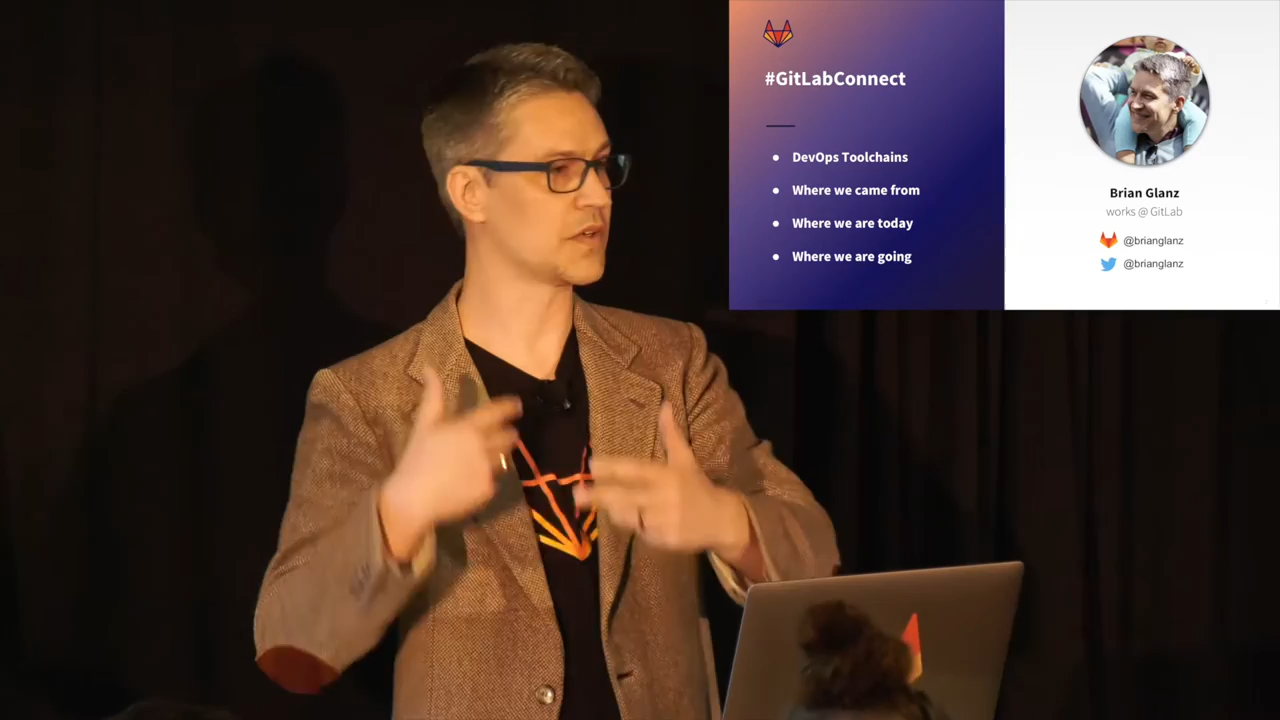 #GitLabConnect
DevOps Toolchains
Where we came from
Where we are today
Where we are going
Brian Glanz
works @ GitLab
@brianglanz
@brianglanz